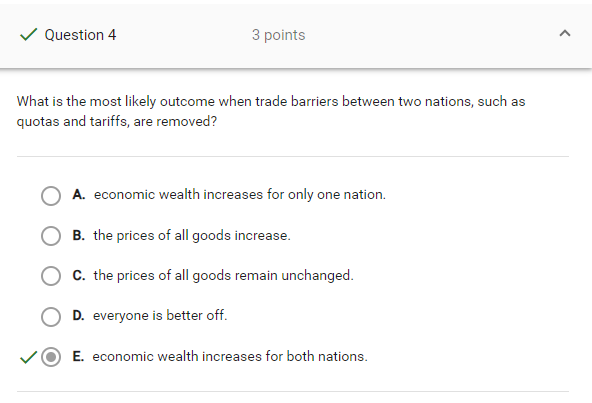 Question 4 3 points
What is the most likely outcome when trade barriers between two nations, such as
quotas and tariffs, are removed?
A. economic wealth increases for only one nation.
B. the prices of all goods increase.
C. the prices of all goods remain unchanged.
D. everyone is better off.
E. economic wealth increases for both nations.